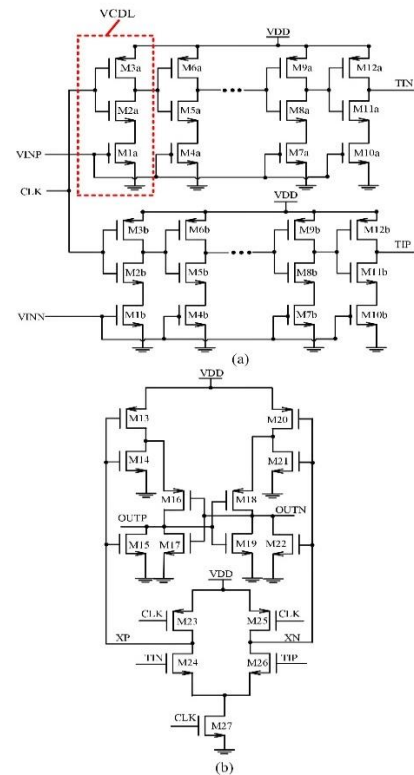 VCDL
VDD
M3a M6a M9a M12a
TIN
M2a M5a M8a M11a
VINP
M1a M4a M7a M10a
CLK
VDD
M3b M6b M9b M12b
TIP
M2b M5b M8b M11b
VINN
M1b M4b M7b M10b
(a)
VDD
M13 M20
M14 M21
M16 M18
OUTP OUTN
M15 M17 M19 M22
VDD
CLK M23 M25 CLK
XP XN
TIN M24 M26 TIP
CLK M27
(b)